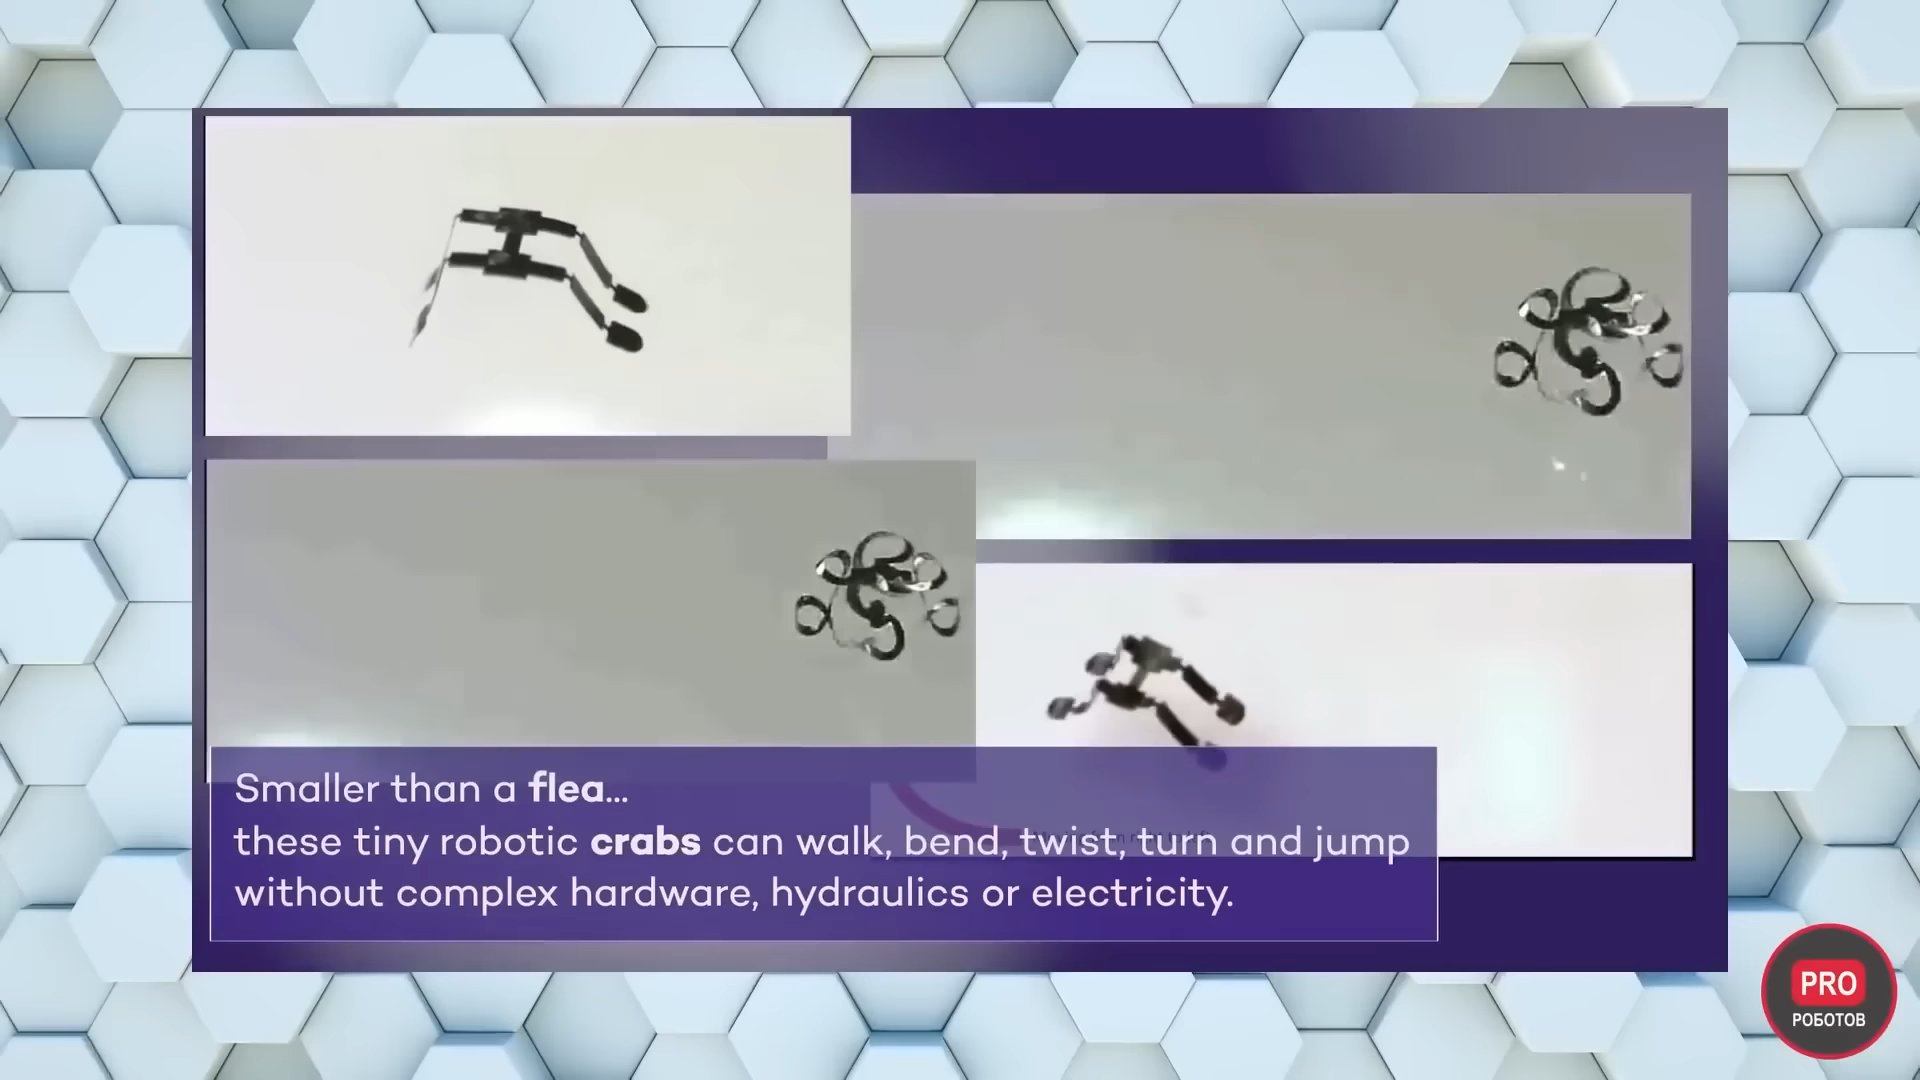 Smaller than a flea...
these tiny robotic crabs can walk, bend, twist, turn and jump
without complex hardware, hydraulics or electricity.
PRO
РОБОТОВ